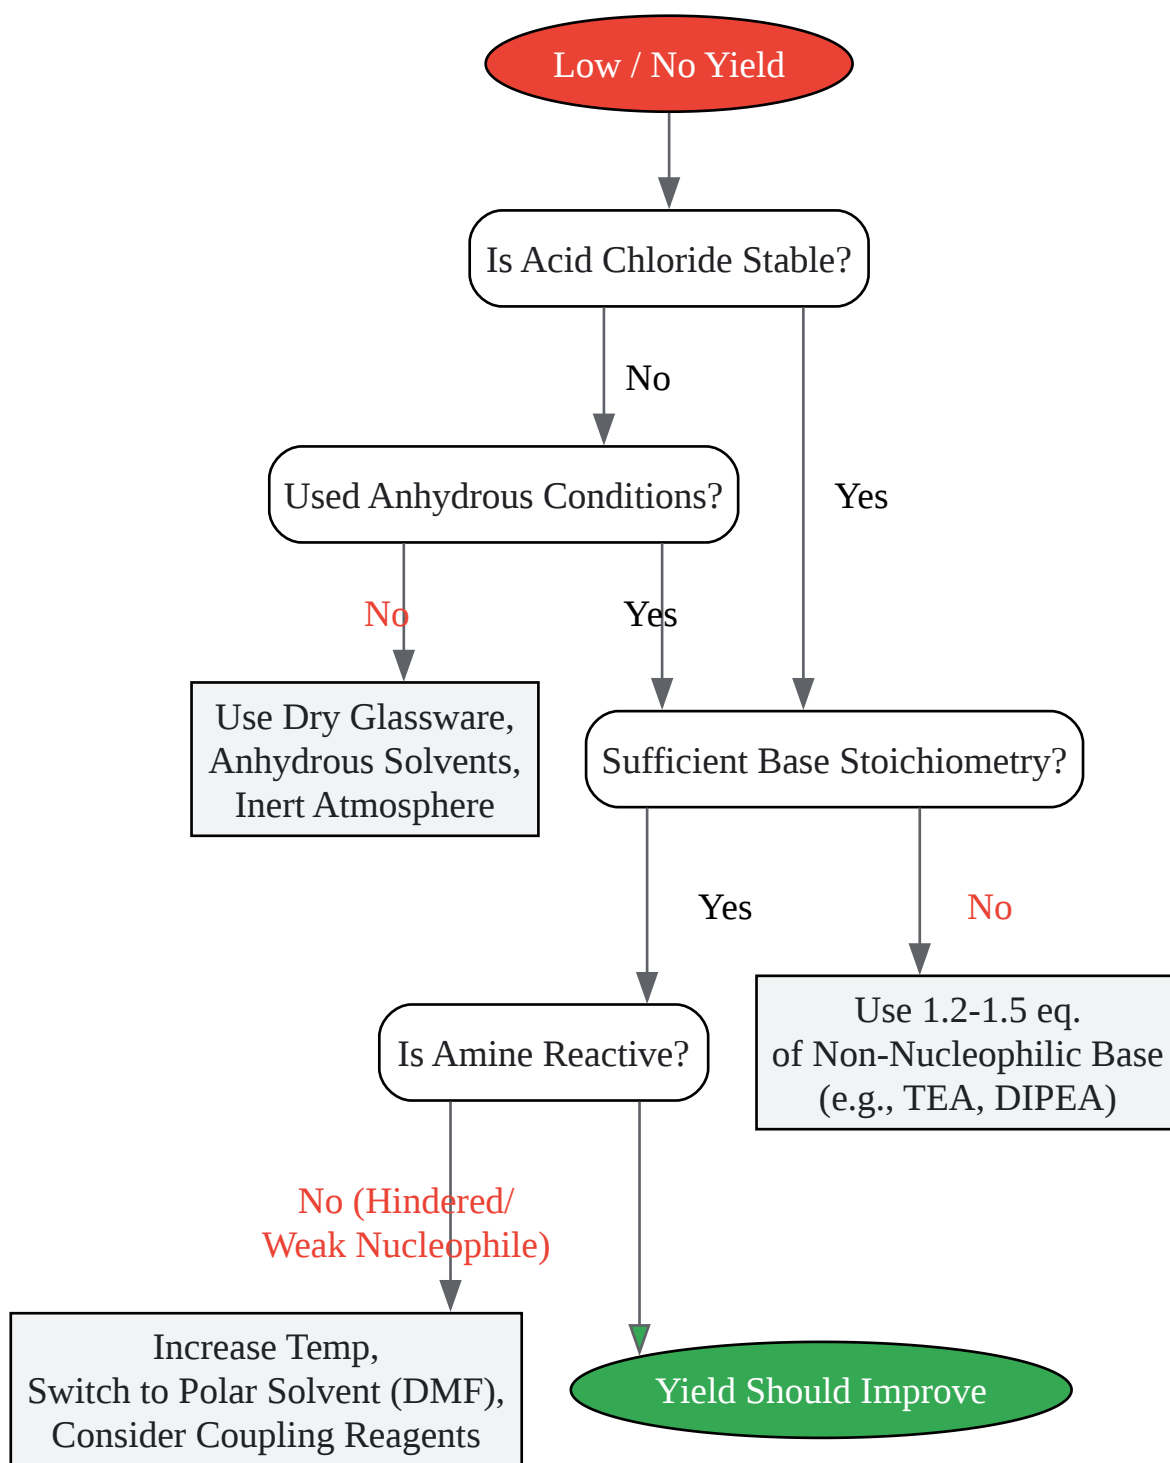 Low / No Yield
Is Acid Chloride Stable?
No
Used Anhydrous Conditions?
Yes
No
Yes
Use Dry Glassware,
Anhydrous Solvents,
Inert Atmosphere
Sufficient Base Stoichiometry?
Yes
No
Use 1.2-1.5 eq.
of Non-Nucleophilic Base
(e.g., TEA, DIPEA)
Is Amine Reactive?
No (Hindered/
Weak Nucleophile)
Increase Temp,
Switch to Polar Solvent (DMF),
Consider Coupling Reagents
Yield Should Improve